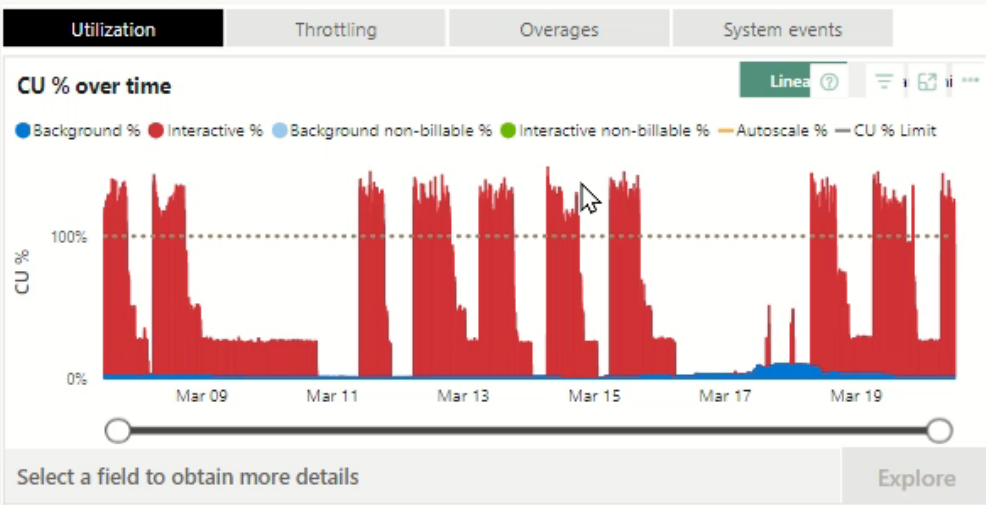 Utilization Throttling Overages System events
CU % over time
Linea
Background % Interactive % Background non-billable % Interactive non-billable % Autoscale % CU % Limit
100%
CU %
0%
Mar 09 Mar 11 Mar 13 Mar 15 Mar 17 Mar 19
Select a field to obtain more details
Explore